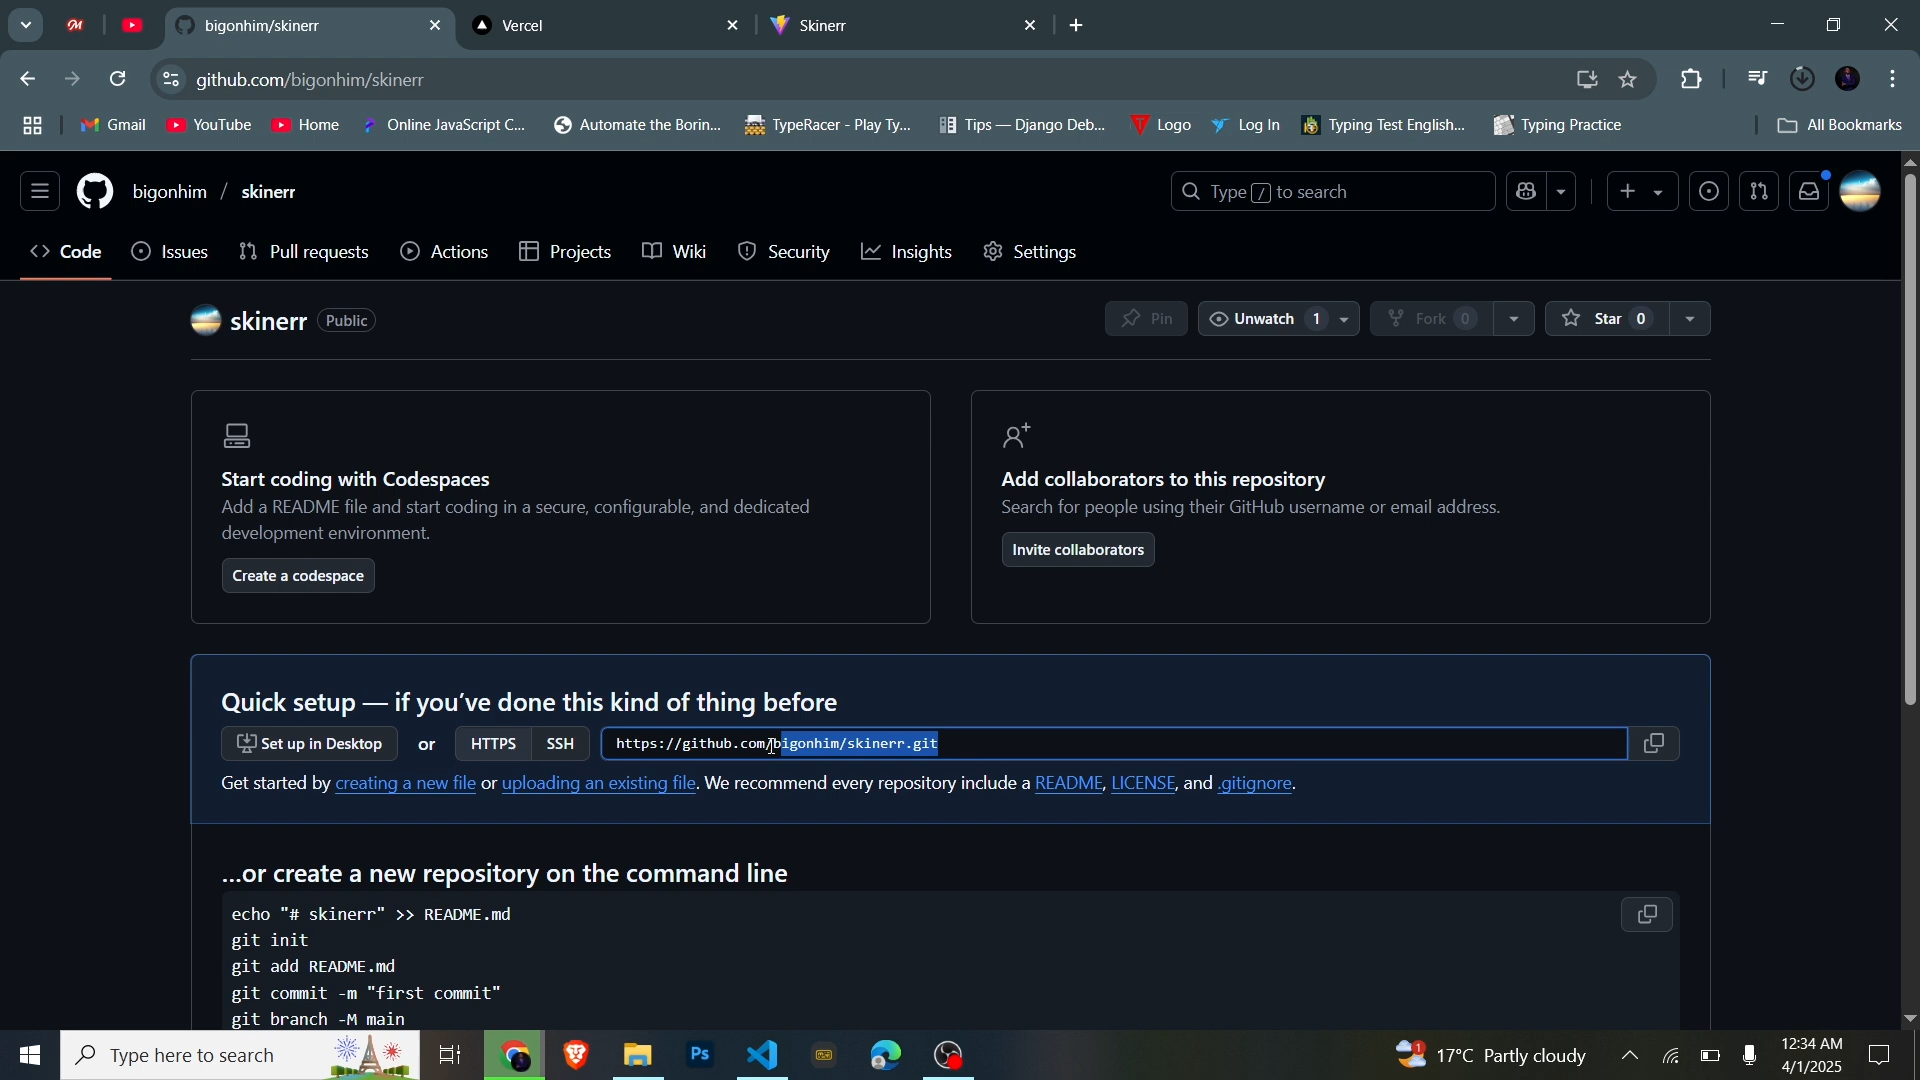 bigonhim/skinerr
Vercel
Skinerr
github.com/bigonhim/skinerr
Gmail
YouTube
Home
Online JavaScript C...
Automate the Borin...
TypeRacer - Play Ty...
Tips — Django Deb...
Logo
Log In
Typing Test English...
Typing Practice
All Bookmarks
bigonhim / skinerr
Type / to search
Code
Issues
Pull requests
Actions
Projects
Wiki
Security
Insights
Settings
skinerr Public
Pin
Unwatch 1
Fork 0
Star 0
Start coding with Codespaces
Add a README file and start coding in a secure, configurable, and dedicated
development environment.
Create a codespace
Add collaborators to this repository
Search for people using their GitHub username or email address.
Invite collaborators
Quick setup — if you’ve done this kind of thing before
Set up in Desktop or HTTPS SSH https://github.com/bigonhim/skinerr.git
Get started by creating a new file or uploading an existing file. We recommend every repository include a README, LICENSE, and .gitignore.
...or create a new repository on the command line
echo "# skinerr" >> README.md
git init
git add README.md
git commit -m "first commit"
git branch -M main
Type here to search
Ps
1
17°C Partly cloudy
12:34 AM
4/1/2025